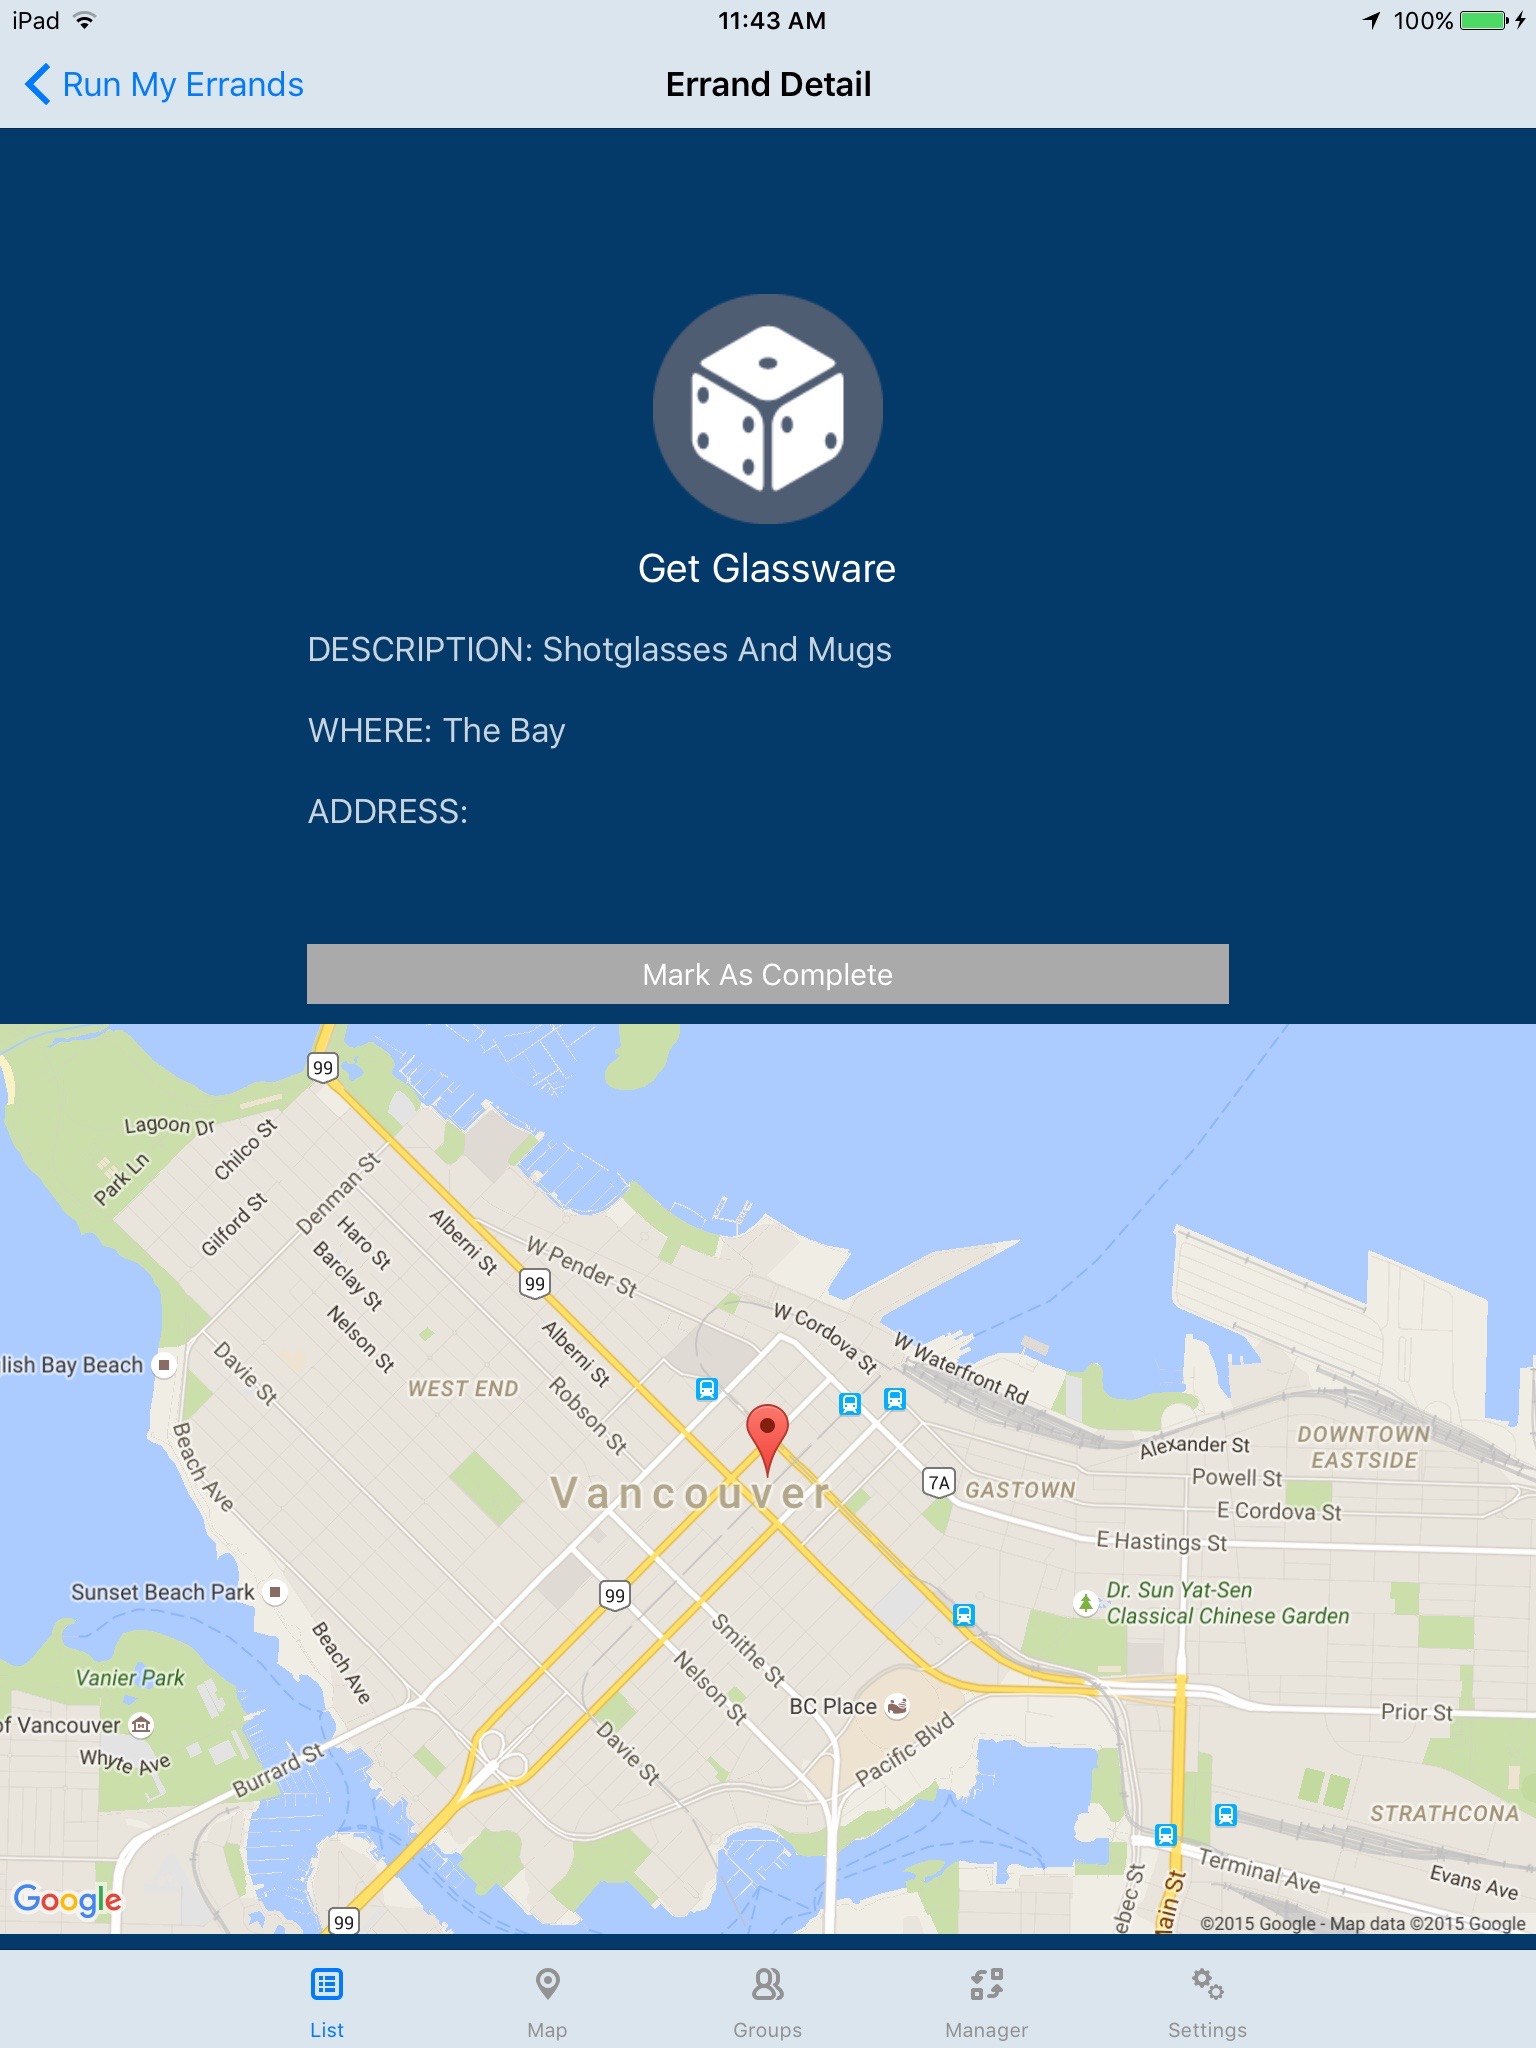 iPad 11:43 AM 100%
Run My Errands Errand Detail
Get Glassware
DESCRIPTION: Shotglasses And Mugs
WHERE: The Bay
ADDRESS:
Mark As Complete
99
Lagoon Dr
Chilco St
Park Ln
Denman St
Gilford St
Haro St
Alberni St
W Pender St
Barclay St
99
Nelson St
W Cordova St
Alberni St
W Waterfront Rd
lish Bay Beach
Davie St
WEST END
Robson St
DOWNTOWN
EASTSIDE
Alexander St
Beach Ave
Powell St
Vancouver
7A
GASTOWN
E Cordova St
E Hastings St
Sunset Beach Park
99
Dr. Sun Yat-Sen
Classical Chinese Garden
Beach Ave
Smithe St
Vanier Park
Nelson St
BC Place
Prior St
of Vancouver
Whyte Ave
Burrard St
Davie St
Pacific Blvd
STRATHCONA
Terminal Ave
Evans Ave
ebec St
Main St
Google
99
©2015 Google - Map data ©2015 Google
List Map Groups Manager Settings